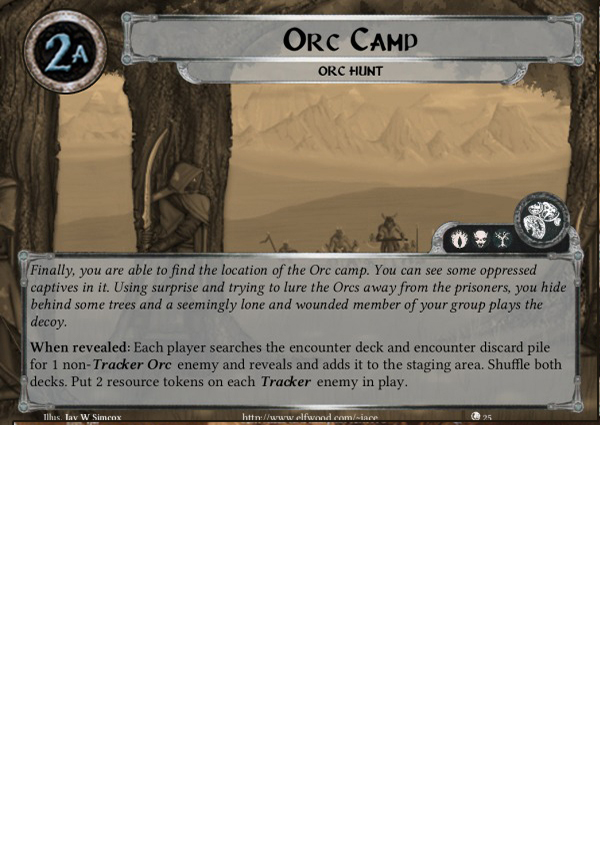 2A
Orc Camp
ORC HUNT
Finally, you are able to find the location of the Orc camp. You can see some oppressed
captives in it. Using surprise and trying to lure the Orcs away from the prisoners, you hide
behind some trees and a seemingly lone and wounded member of your group plays the
decoy.
When revealed: Each player searches the encounter deck and encounter discard pile
for 1 non-Tracker Orc enemy and reveals and adds it to the staging area. Shuffle both
decks. Put 2 resource tokens on each Tracker enemy in play.
Illus. Jay W Simcox http://www.elfwood.com/~jace 25